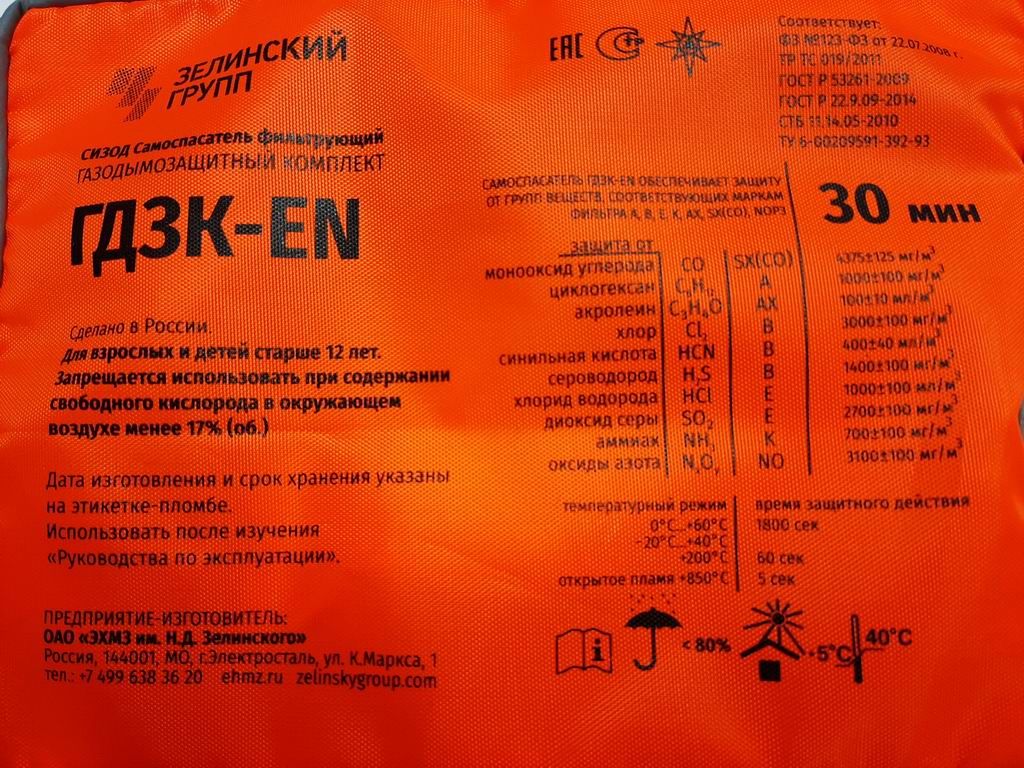 ЗЕЛИНСКИЙ
ГРУПП
СИЗОД Самоспасатель фильтрующий
ГАЗОДЫМОЗАЩИТНЫЙ КОМПЛЕКТ
ГДЗК-EN
Сделано в России.
Для взрослых и детей старше 12 лет.
Запрещается использовать при содержании
свободного кислорода в окружающем
воздухе менее 17% (об.)
Дата изготовления и срок хранения указаны
на этикетке-пломбе.
Использовать после изучения
«Руководства по эксплуатации».
ПРЕДПРИЯТИЕ-ИЗГОТОВИТЕЛЬ:
ОАО «ЭХМЗ им. Н.Д. Зелинского»
Россия, 144001, МО, г.Электросталь, ул. К.Маркса, 1
тел.: +7 499 638 36 20 ehmz.ru zelinskygroup.com
ЕАС
Соответствует:
ФЗ №123-ФЗ от 22.07.2008 г.
ТР ТС 019/2011
ГОСТ Р 53261-2009
ГОСТ Р 22.9.09-2014
СТБ 11.14.05-2010
ТУ 6-00209591-392-93
САМОСПАСАТЕЛЬ ГДЗК-EN ОБЕСПЕЧИВАЕТ ЗАЩИТУ
ОТ ГРУПП ВЕЩЕСТВ, СООТВЕТСТВУЮЩИХ МАРКАМ
ФИЛЬТРА A, B, E, K, AX, SX(CO), NOP3
30 мин
защита от
монооксид углерода CO SX(CO) 4375±125 мг/м³
циклогексан C₆H₁₂ A 1000±100 мг/м³
акролеин C₃H₄O AX 100±10 мл/м³
хлор Cl₂ B 3000±100 мг/м³
синильная кислота HCN B 400±40 мл/м³
сероводород H₂S B 1400±100 мг/м³
хлорид водорода HCl E 1000±100 мл/м³
диоксид серы SO₂ E 2700±100 мг/м³
аммиак NH₃ K 700±100 мг/м³
оксиды азота NₓOᵧ NO 3100±100 мг/м³
температурный режим время защитного действия
0°C...+60°C 1800 сек
-20°C...+40°C
+200°C 60 сек
открытое пламя +850°C 5 сек
i < 80% +5°C 40°C